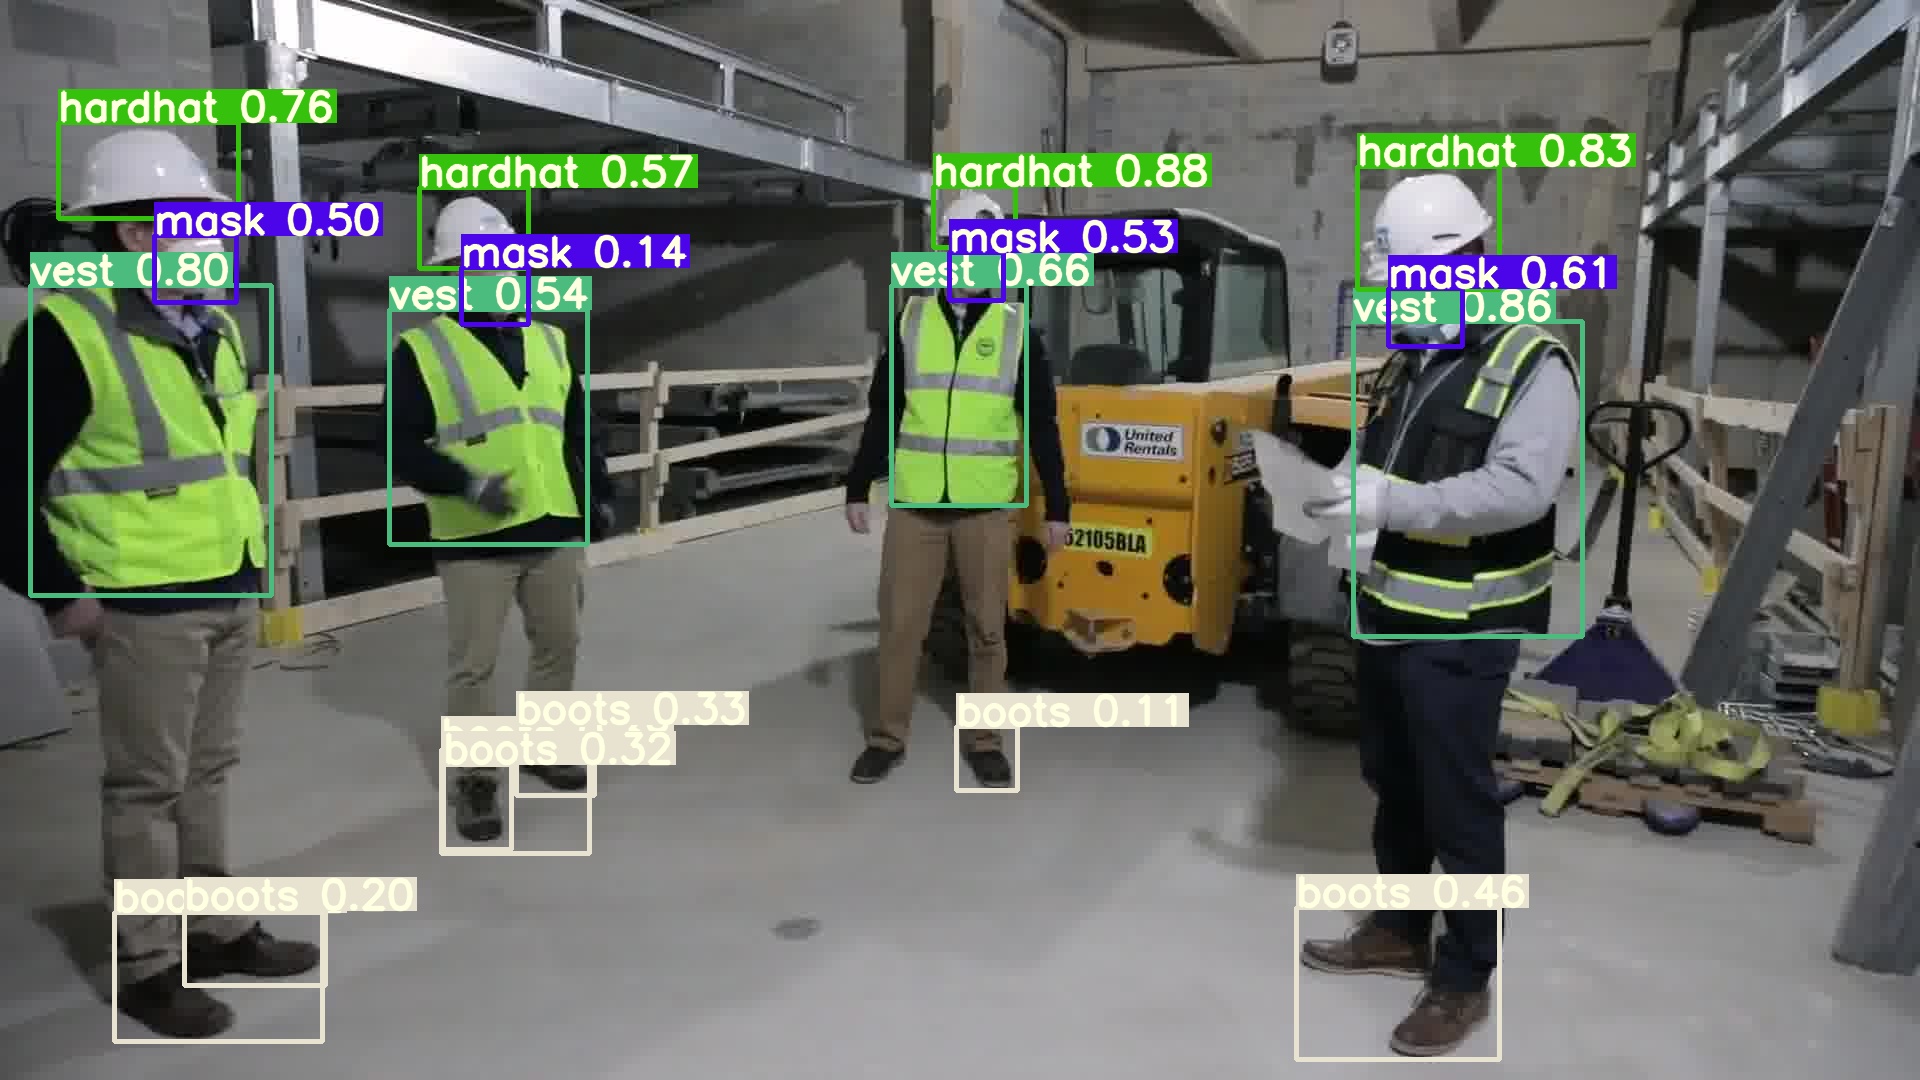 hardhat 0.76
hardhat 0.57
hardhat 0.88
hardhat 0.83
mask 0.50
mask 0.14
mask 0.53
mask 0.61
vest 0.80
vest 0.54
vest 0.66
vest 0.86
United
Rentals
52105BLA
boots 0.33
boots 0.32
boots 0.11
boots 0.20
boots 0.46